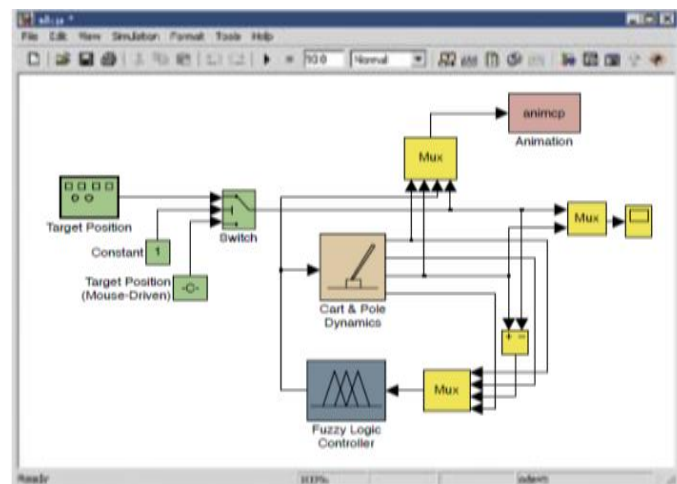 File Edit View Simulation Format Tools Help
10.0 Normal
animcp
Animation
Mux
Target Position
Switch
Mux
Constant 1
Target Position
(Mouse-Driven) -C-
Cart & Pole
Dynamics
+ -
Mux
Fuzzy Logic
Controller
Ready 100%